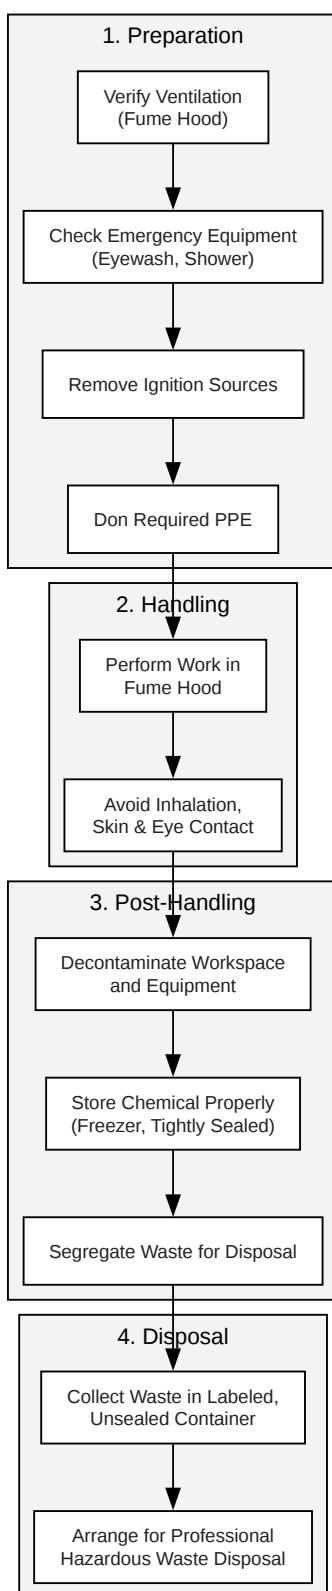 1. Preparation
Verify Ventilation
(Fume Hood)
Check Emergency Equipment
(Eyewash, Shower)
Remove Ignition Sources
Don Required PPE
2. Handling
Perform Work in
Fume Hood
Avoid Inhalation,
Skin & Eye Contact
3. Post-Handling
Decontaminate Workspace
and Equipment
Store Chemical Properly
(Freezer, Tightly Sealed)
Segregate Waste for Disposal
4. Disposal
Collect Waste in Labeled,
Unsealed Container
Arrange for Professional
Hazardous Waste Disposal